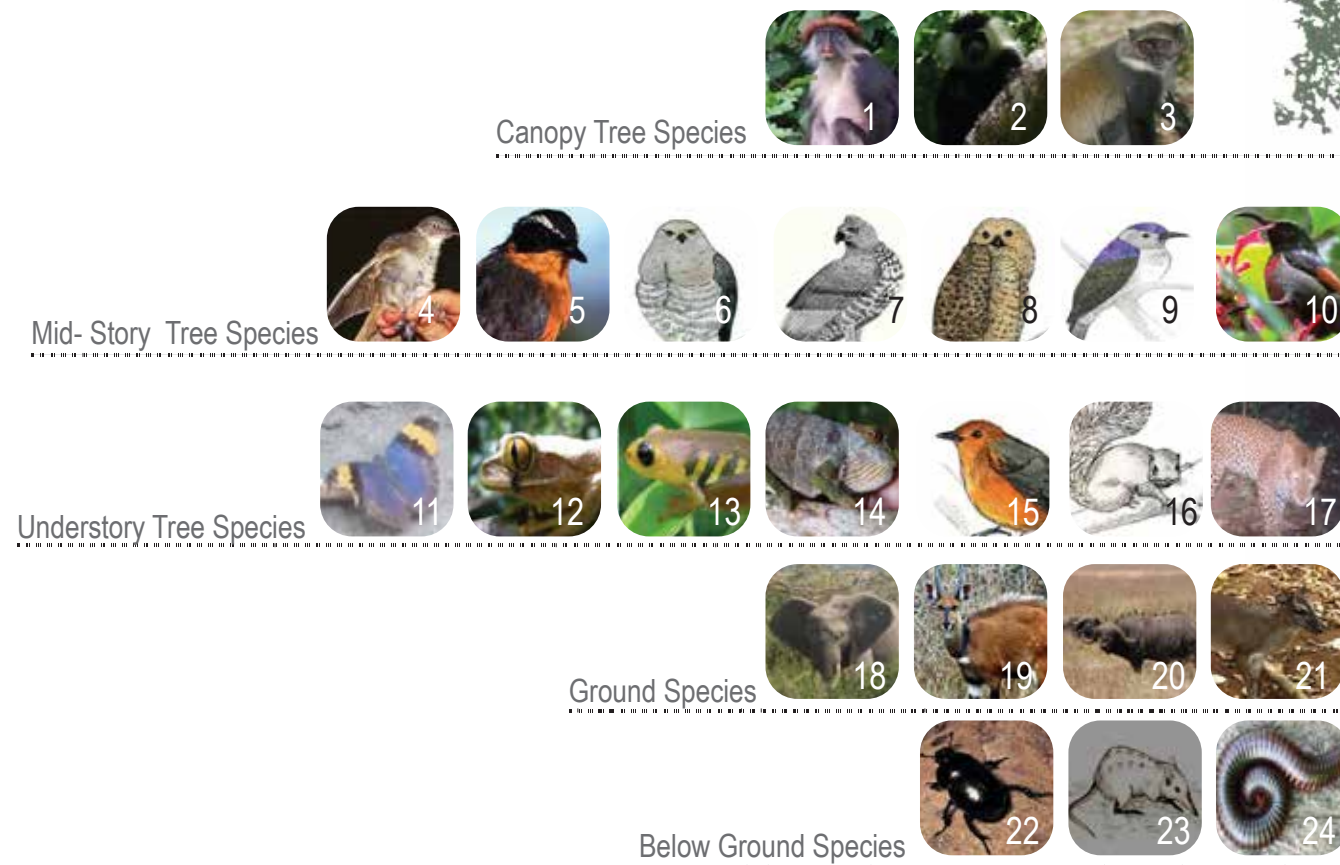 1 2 3
Canopy Tree Species
4 5 6 7 8 9 10
Mid- Story Tree Species
11 12 13 14 15 16 17
Understory Tree Species
18 19 20 21
Ground Species
22 23 24
Below Ground Species